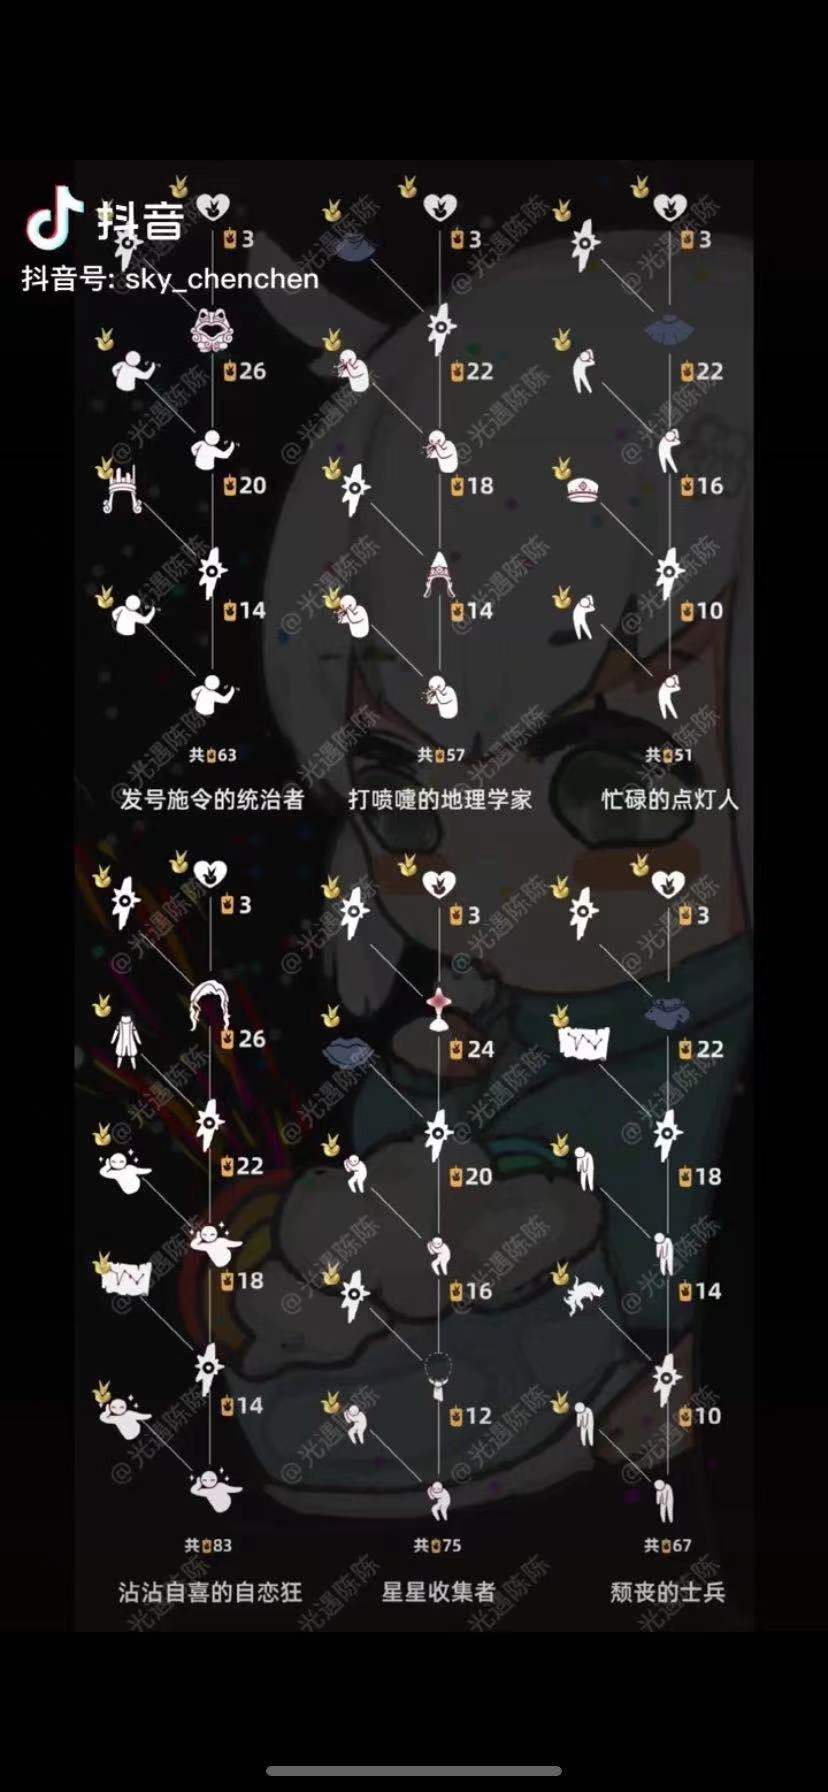 抖音
抖音号: sky_chenchen
3 3 3
26 22 22
20 18 16
14 14 10
共63 共57 共51
发号施令的统治者 打喷嚏的地理学家 忙碌的点灯人
3 3 3
26 24 22
22 20 18
18 16 14
14 12 10
共83 共75 共67
沾沾自喜的自恋狂 星星收集者 颓丧的士兵
@光遇陈陈